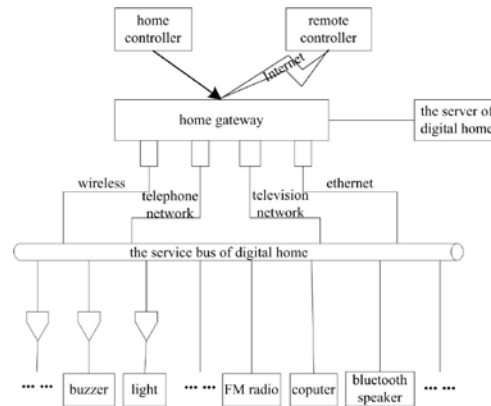 home
controller
remote
controller
Internet
home gateway
the server of
digital home
wireless
telephone
network
television
network
ethernet
the service bus of digital home
... ...
buzzer
light
... ...
FM radio
coputer
bluetooth
speaker
... ...